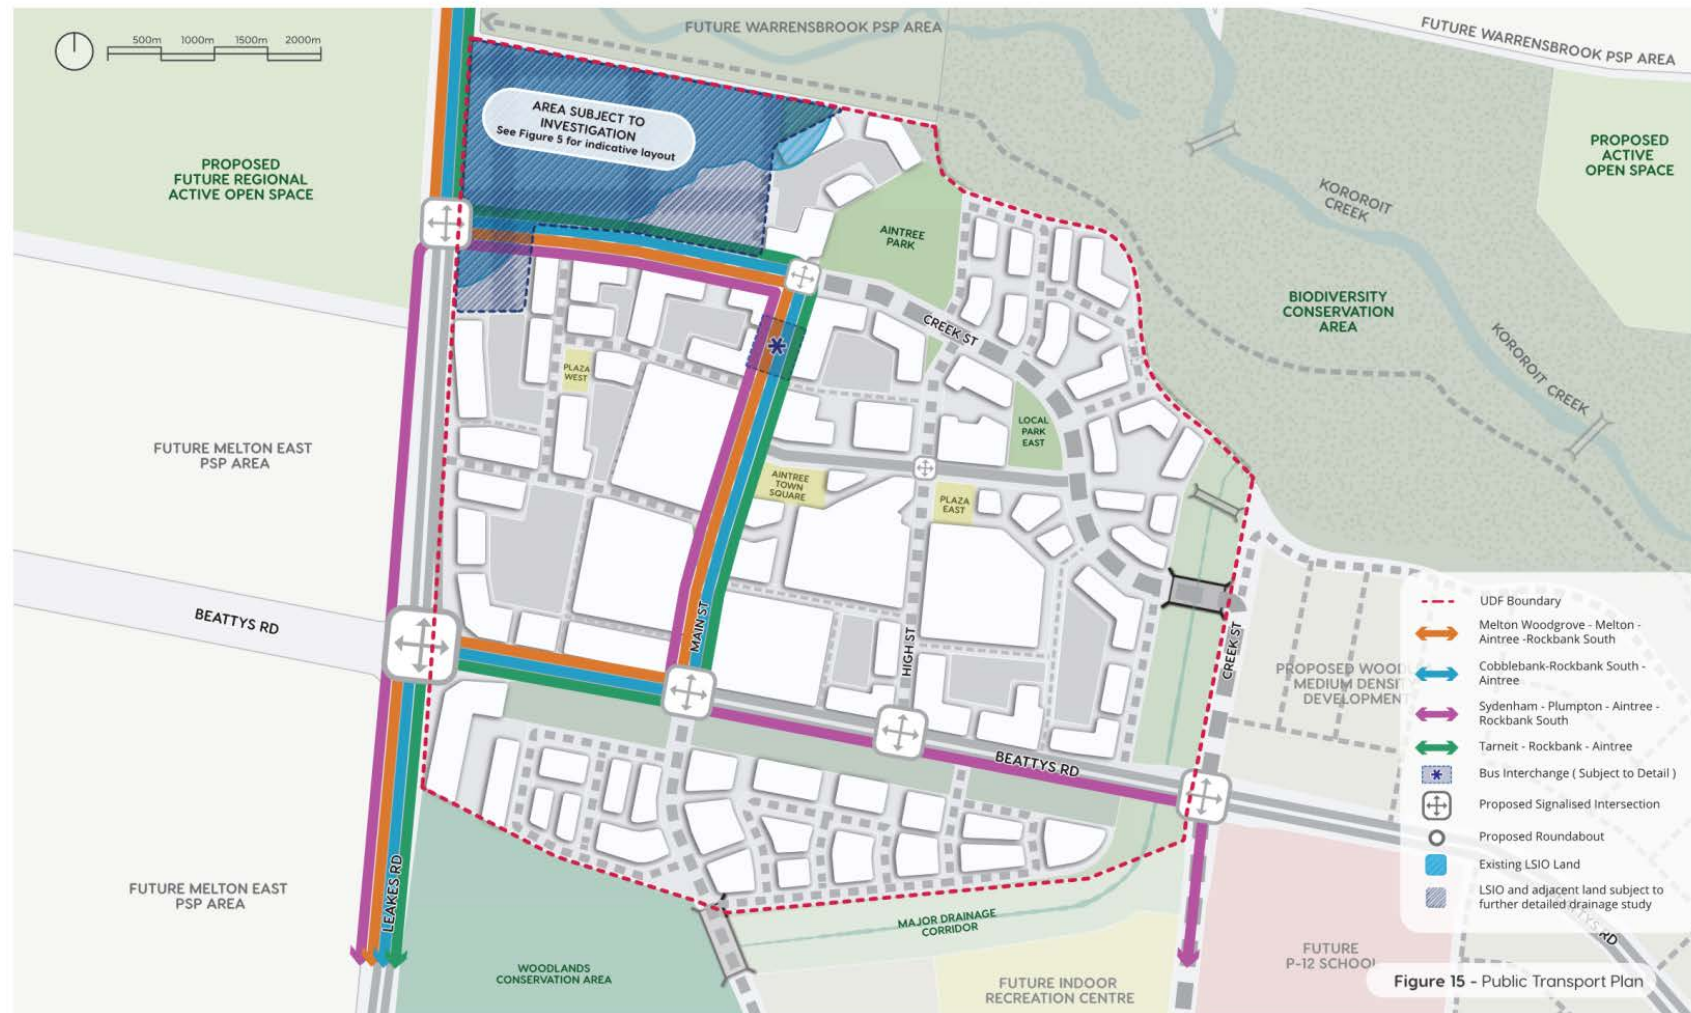 500m 1000m 1500m 2000m
FUTURE WARRENSBROOK PSP AREA
FUTURE WARRENSBROOK PSP AREA
AREA SUBJECT TO
INVESTIGATION
See Figure 5 for indicative layout
PROPOSED
FUTURE REGIONAL
ACTIVE OPEN SPACE
PROPOSED
ACTIVE
OPEN SPACE
KOROROIT
CREEK
AINTREE
PARK
BIODIVERSITY
CONSERVATION
AREA
CREEK ST
KOROROIT CREEK
PLAZA
WEST
LOCAL
PARK
EAST
FUTURE MELTON EAST
PSP AREA
AINTREE
TOWN
SQUARE
PLAZA
EAST
BEATTYS RD
MAIN ST
HIGH ST
CREEK ST
PROPOSED
MEDIUM DENSITY
DEVELOPMENT
BEATTYS RD
UDF Boundary
Melton Woodgrove - Melton -
Aintree -Rockbank South
Cobblebank-Rockbank South -
Aintree
Sydenham - Plumpton - Aintree -
Rockbank South
Tarneit - Rockbank - Aintree
Bus Interchange ( Subject to Detail )
Proposed Signalised Intersection
Proposed Roundabout
Existing LSIO Land
LSIO and adjacent land subject to
further detailed drainage study
FUTURE MELTON EAST
PSP AREA
LEAKES RD
MAJOR DRAINAGE
CORRIDOR
WOODLANDS
CONSERVATION AREA
FUTURE INDOOR
RECREATION CENTRE
FUTURE
P-12 SCHOOL
RD
Figure 15 - Public Transport Plan